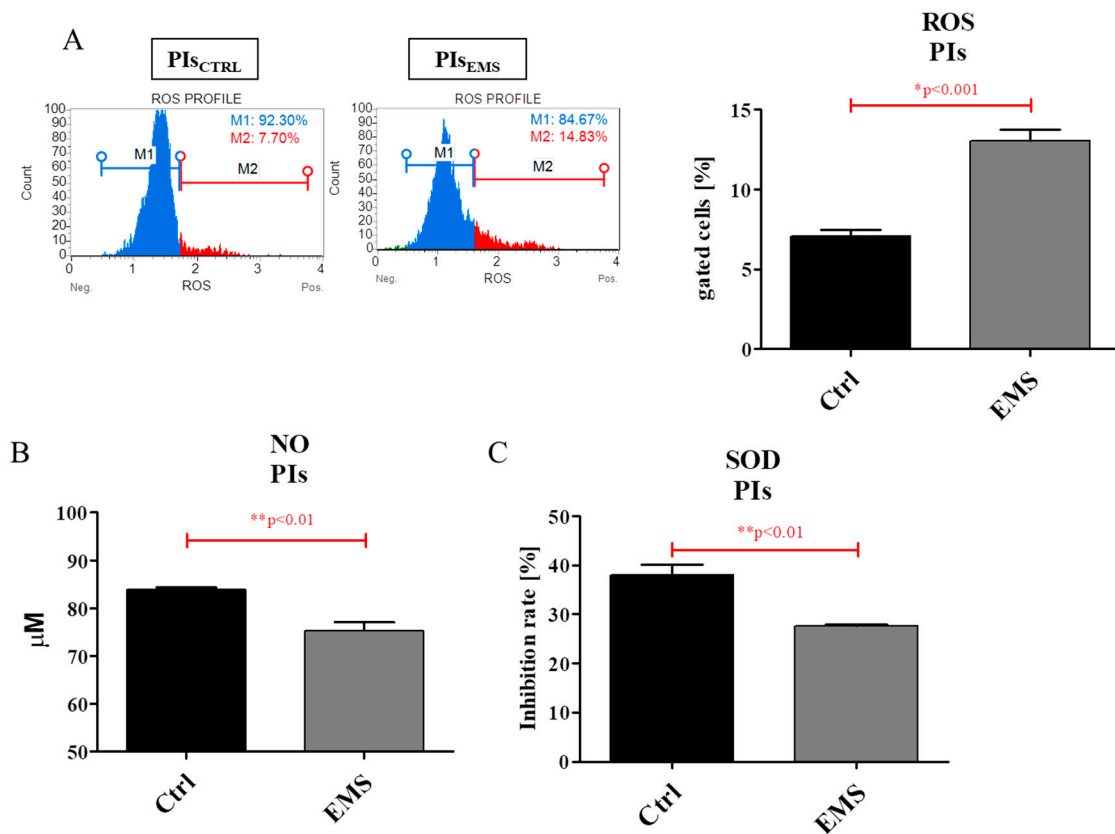 A
PIsCTRL
PIsEMS
ROS PROFILE
M1: 92.30%
M2: 7.70%
M1
M2
Count
100
90
80
70
60
50
40
30
20
10
0
0 1 2 3 4
Neg. ROS Pos.
ROS PROFILE
M1: 84.67%
M2: 14.83%
M1
M2
Count
100
90
80
70
60
50
40
30
20
10
0
0 1 2 3 4
Neg. ROS Pos.
ROS
PIs
*p<0.001
gated cells [%]
15
10
5
0
Ctrl
EMS
B
NO
PIs
**p<0.01
μM
100
90
80
70
60
50
Ctrl
EMS
C
SOD
PIs
**p<0.01
Inhibition rate [%]
50
40
30
20
10
0
Ctrl
EMS